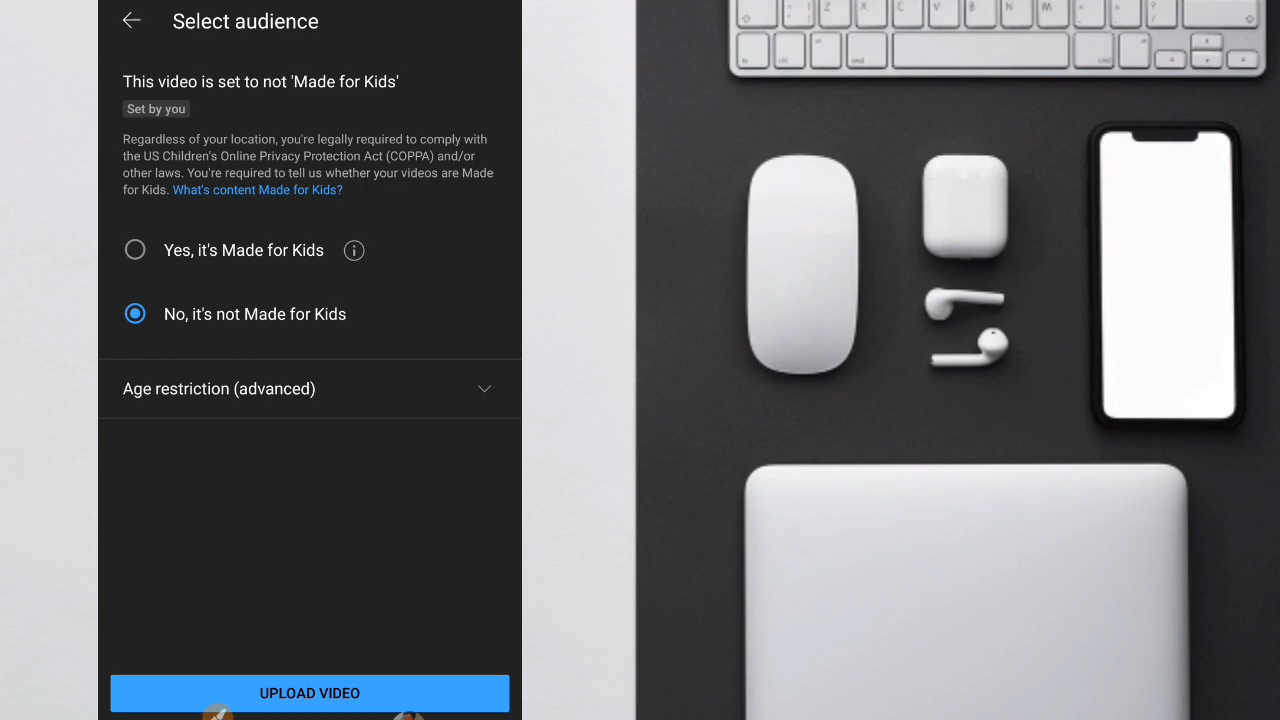 Select audience
This video is set to not 'Made for Kids'
Set by you
Regardless of your location, you're legally required to comply with
the US Children's Online Privacy Protection Act (COPPA) and/or
other laws. You're required to tell us whether your videos are Made
for Kids. What's content Made for Kids?
Yes, it's Made for Kids
No, it's not Made for Kids
Age restriction (advanced)
UPLOAD VIDEO
Z X C V B N M